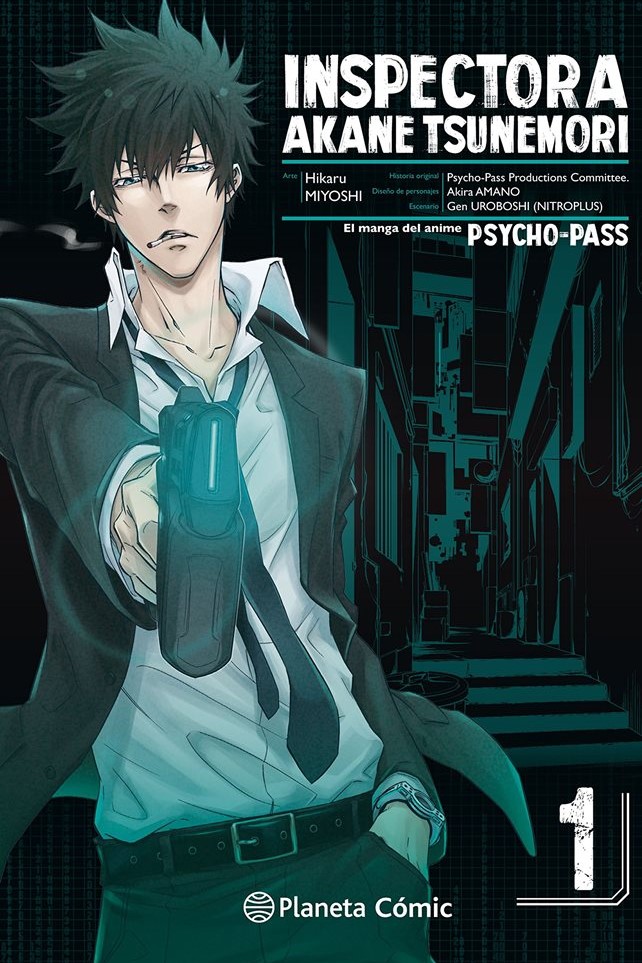 INSPECTORA
AKANE TSUNEMORI
Arte
Hikaru
MIYOSHI
Historia original
Psycho-Pass Productions Committee.
Diseño de personajes
Akira AMANO
Escenario
Gen UROBOSHI (NITROPLUS)
El manga del anime PSYCHO-PASS
1
Planeta Cómic